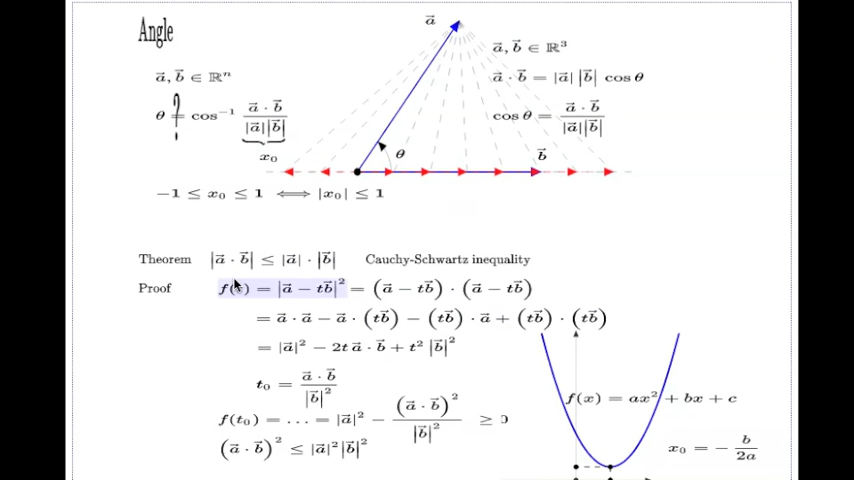 Angle
a⃗
a⃗, b⃗ ∈ ℝ³
a⃗, b⃗ ∈ ℝⁿ
a⃗ · b⃗ = |a⃗| |b⃗| cos θ
θ =? cos⁻¹ (a⃗ · b⃗)/(|a⃗||b⃗|)
cos θ = (a⃗ · b⃗)/(|a⃗||b⃗|)
x₀
θ
b⃗
−1 ≤ x₀ ≤ 1 ⟺ |x₀| ≤ 1
Theorem |a⃗ · b⃗| ≤ |a⃗| · |b⃗| Cauchy-Schwartz inequality
Proof f(t) = |a⃗ − tb⃗|² = (a⃗ − tb⃗) · (a⃗ − tb⃗)
= a⃗ · a⃗ − a⃗ · (tb⃗) − (tb⃗) · a⃗ + (tb⃗) · (tb⃗)
= |a⃗|² − 2t a⃗ · b⃗ + t² |b⃗|²
t₀ = (a⃗ · b⃗)/|b⃗|²
f(t₀) = ... = |a⃗|² − (a⃗ · b⃗)²/|b⃗|² ≥ 0
(a⃗ · b⃗)² ≤ |a⃗|²|b⃗|²
f(x) = ax² + bx + c
x₀ = − b/2a